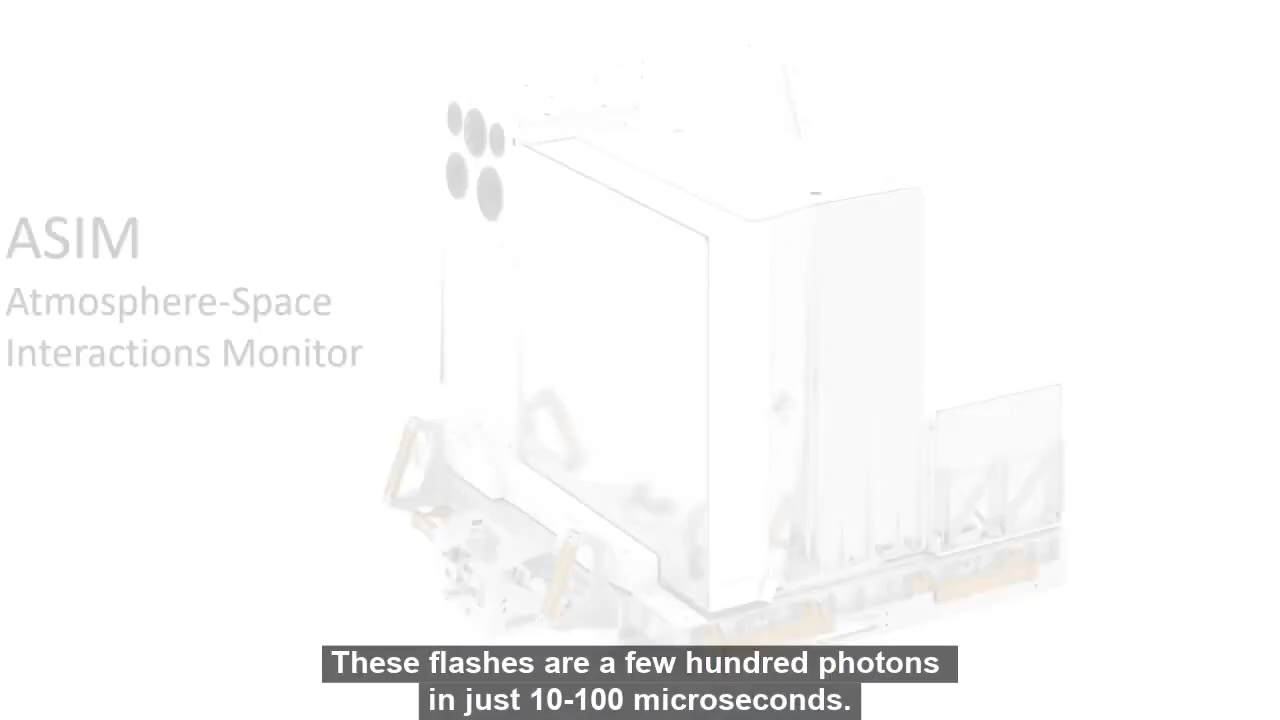 ASIM
Atmosphere-Space
Interactions Monitor
These flashes are a few hundred photons
in just 10-100 microseconds.